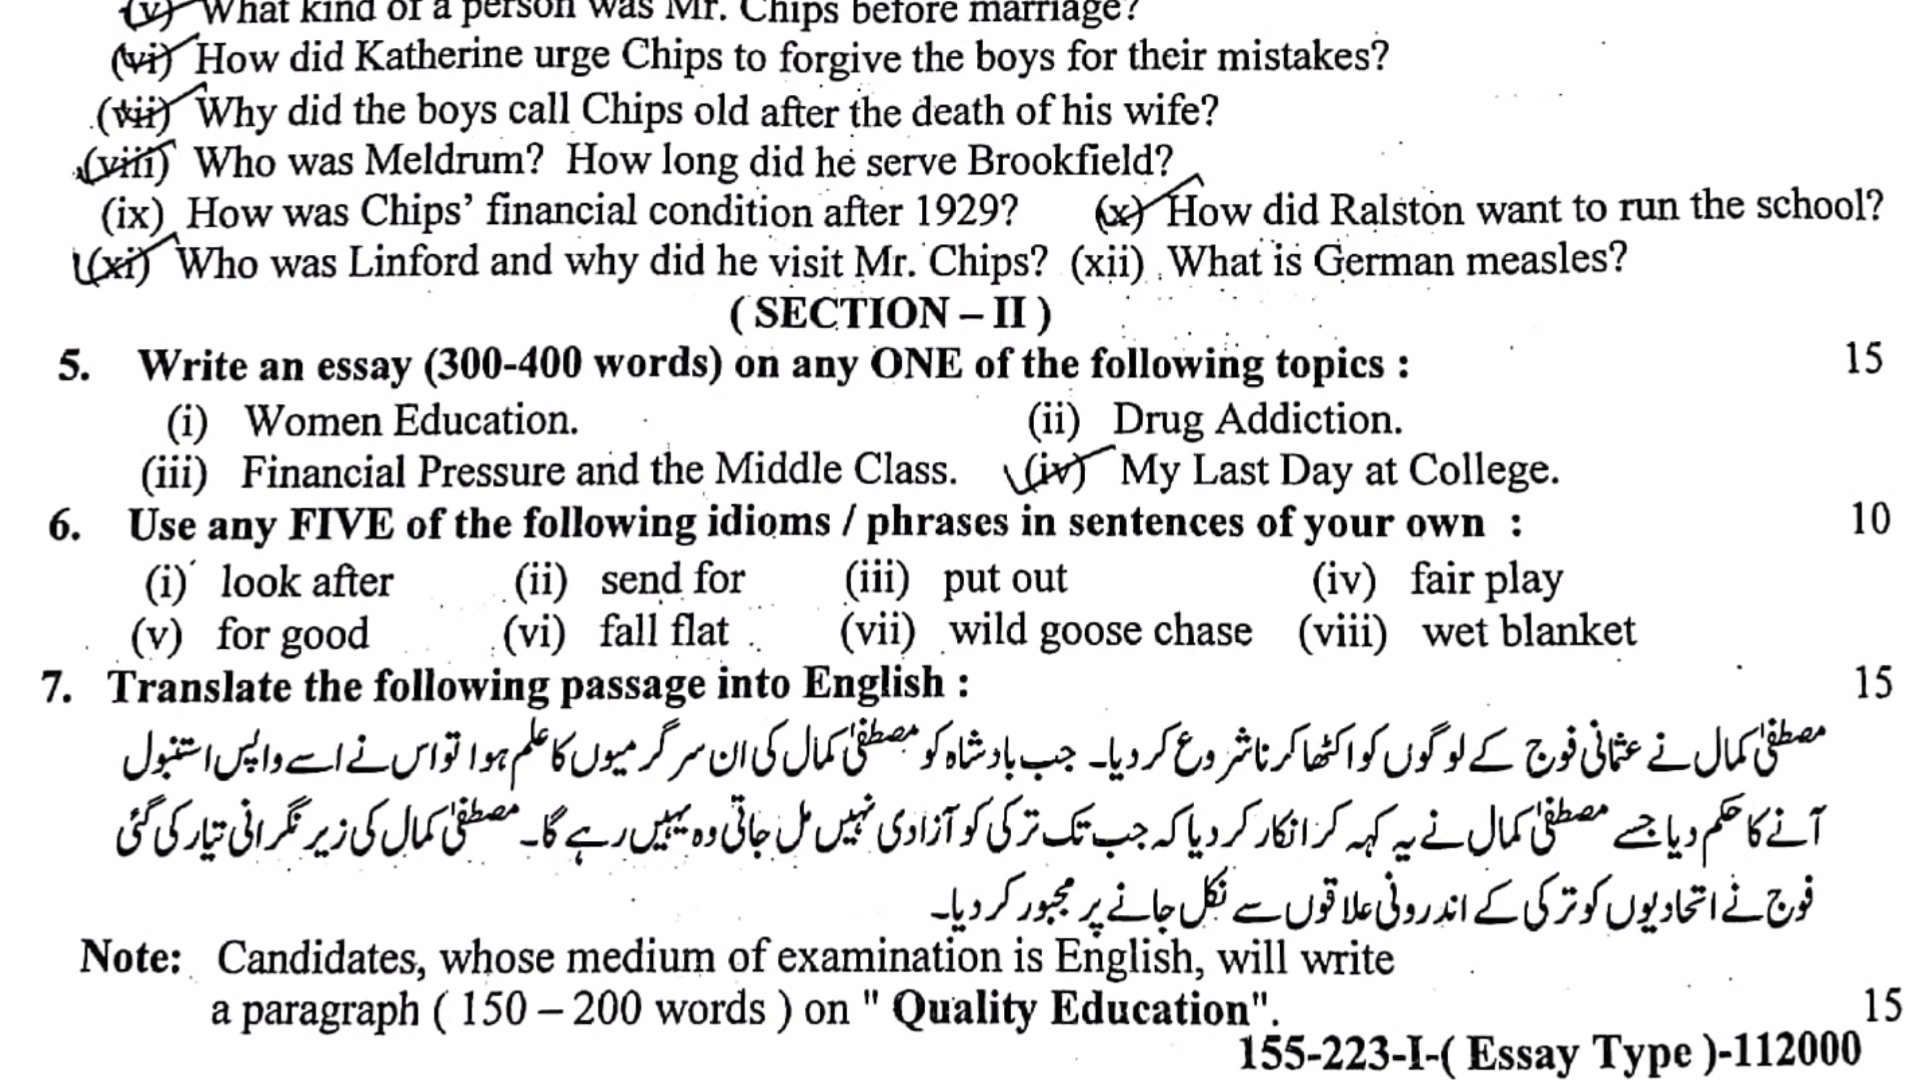 (v) What kind of a person was Mr. Chips before marriage?
(vi) How did Katherine urge Chips to forgive the boys for their mistakes?
(vii) Why did the boys call Chips old after the death of his wife?
(viii) Who was Meldrum? How long did he serve Brookfield?
(ix) How was Chips' financial condition after 1929? (x) How did Ralston want to run the school?
(xi) Who was Linford and why did he visit Mr. Chips? (xii) What is German measles?
( SECTION – II )
5. Write an essay (300-400 words) on any ONE of the following topics : 15
(i) Women Education. (ii) Drug Addiction.
(iii) Financial Pressure and the Middle Class. (iv) My Last Day at College.
6. Use any FIVE of the following idioms / phrases in sentences of your own : 10
(i) look after (ii) send for (iii) put out (iv) fair play
(v) for good (vi) fall flat (vii) wild goose chase (viii) wet blanket
7. Translate the following passage into English : 15
مصطفیٰ کمال نے عثمانی فوج کے لوگوں کو اکٹھا کرنا شروع کر دیا۔ جب بادشاہ کو مصطفیٰ کمال کی ان سرگرمیوں کا علم ہوا تو اس نے اسے واپس استنبول
آنے کا حکم دیا جسے مصطفیٰ کمال نے یہ کہہ کر انکار کر دیا کہ جب تک ترکی کو آزادی نہیں مل جاتی وہ یہیں رہے گا۔ مصطفیٰ کمال کی زیر نگرانی تیار کی گئی
فوج نے اتحادیوں کو ترکی کے اندرونی علاقوں سے نکل جانے پر مجبور کر دیا۔
Note: Candidates, whose medium of examination is English, will write
a paragraph ( 150 – 200 words ) on " Quality Education". 15
155-223-I-( Essay Type )-112000